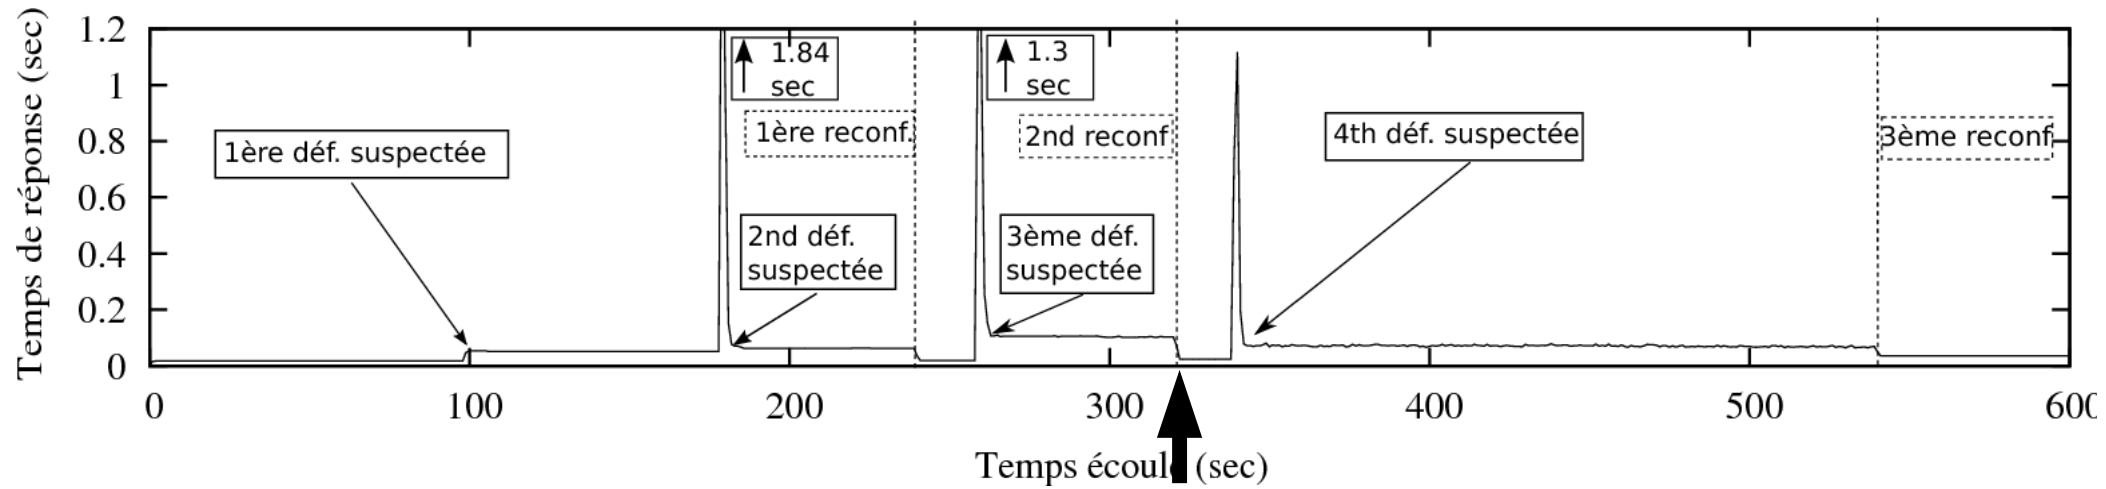 Temps de réponse (sec)
1.2
1
0.8
0.6
0.4
0.2
0
1.84
sec
1.3
sec
1ère reconf.
2nd reconf
4th déf. suspectée
3ème reconf
1ère déf. suspectée
2nd déf.
suspectée
3ème déf.
suspectée
0 100 200 300 400 500 600
Temps écoulé (sec)